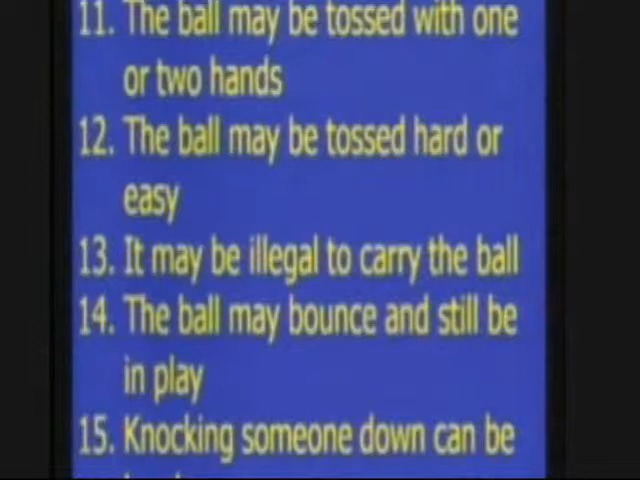 11. The ball may be tossed with one
or two hands
12. The ball may be tossed hard or
easy
13. It may be illegal to carry the ball
14. The ball may bounce and still be
in play
15. Knocking someone down can be